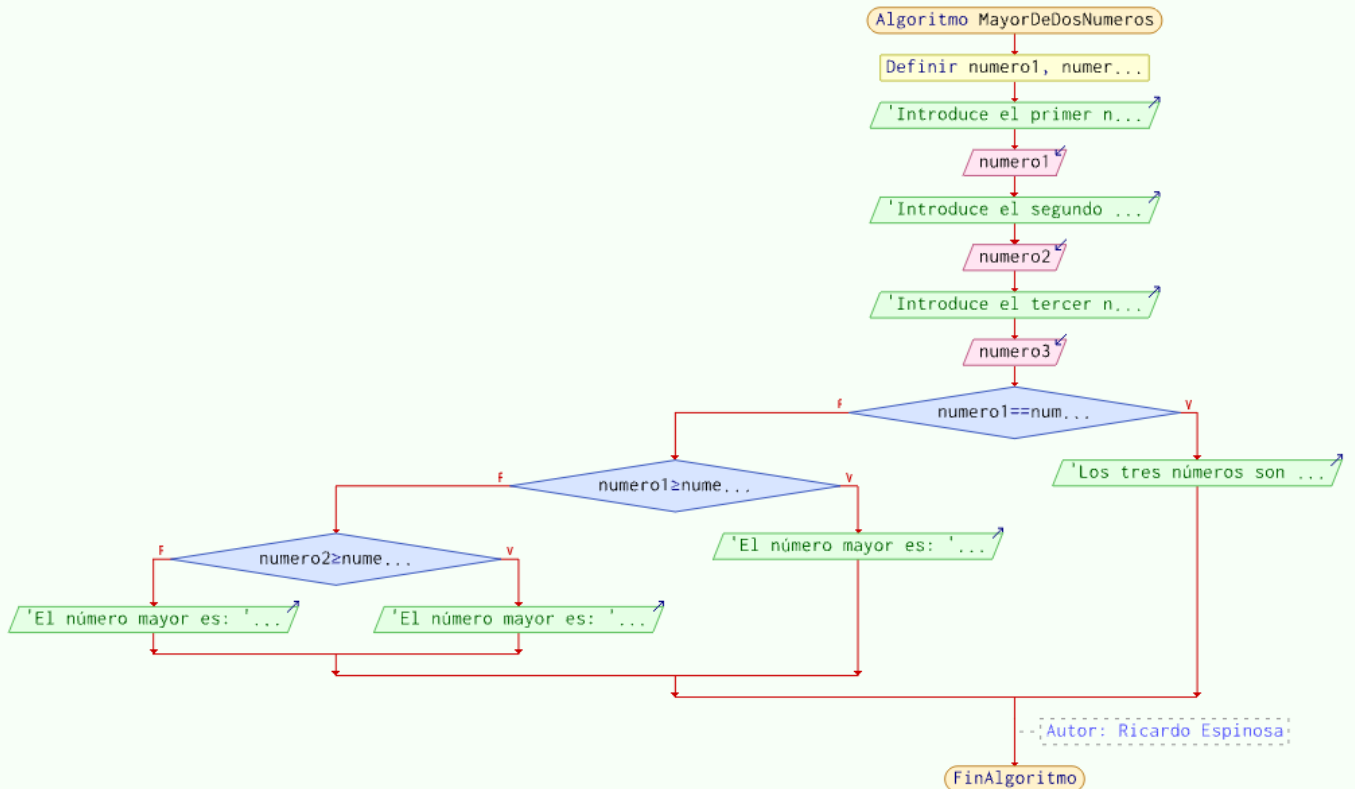 Algoritmo MayorDeDosNumeros
Definir numero1, numer...
'Introduce el primer n...
numero1
'Introduce el segundo ...
numero2
'Introduce el tercer n...
numero3
numero1==num...
F
V
numero1≥nume...
F
V
'Los tres números son ...
numero2≥nume...
F
V
'El número mayor es: '...
'El número mayor es: '...
'El número mayor es: '...
Autor: Ricardo Espinosa
FinAlgoritmo